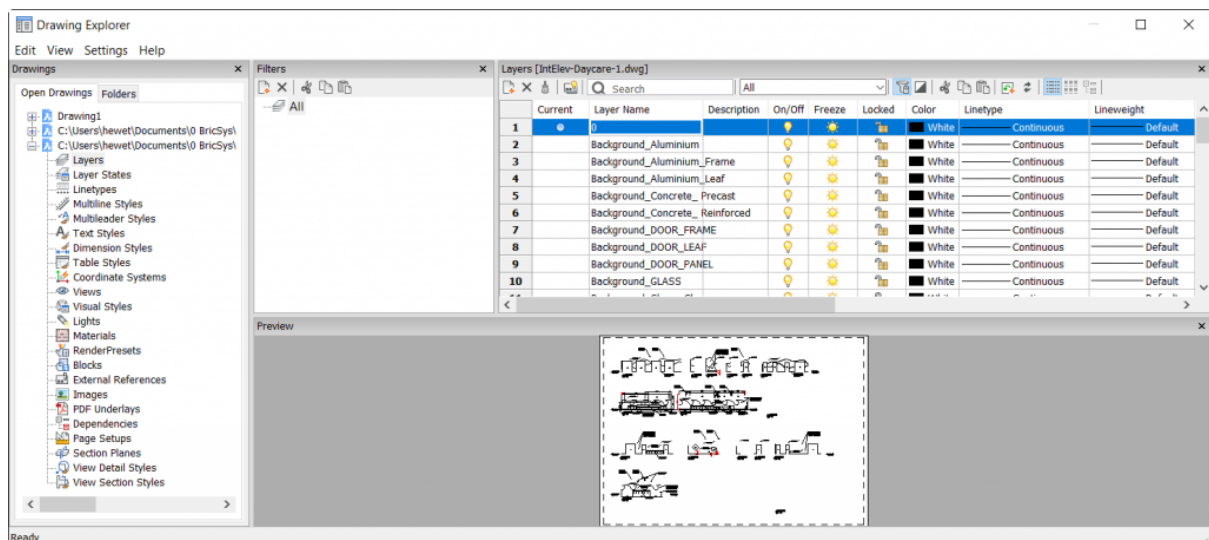 Drawing Explorer
Edit View Settings Help
Drawings
Open Drawings Folders
Drawing1
C:\Users\hewet\Documents\0 BricSys\
C:\Users\hewet\Documents\0 BricSys\
Layers
Layer States
Linetypes
Multiline Styles
Multileader Styles
Text Styles
Dimension Styles
Table Styles
Coordinate Systems
Views
Visual Styles
Lights
Materials
RenderPresets
Blocks
External References
Images
PDF Underlays
Dependencies
Page Setups
Section Planes
View Detail Styles
View Section Styles
Filters
All
Layers [IntElev-Daycare-1.dwg]
Search All
Current Layer Name Description On/Off Freeze Locked Color Linetype Lineweight
1 0 White Continuous Default
2 Background_Aluminium White Continuous Default
3 Background_Aluminium_Frame White Continuous Default
4 Background_Aluminium_Leaf White Continuous Default
5 Background_Concrete_ Precast White Continuous Default
6 Background_Concrete_ Reinforced White Continuous Default
7 Background_DOOR_FRAME White Continuous Default
8 Background_DOOR_LEAF White Continuous Default
9 Background_DOOR_PANEL White Continuous Default
10 Background_GLASS White Continuous Default
Preview
Ready